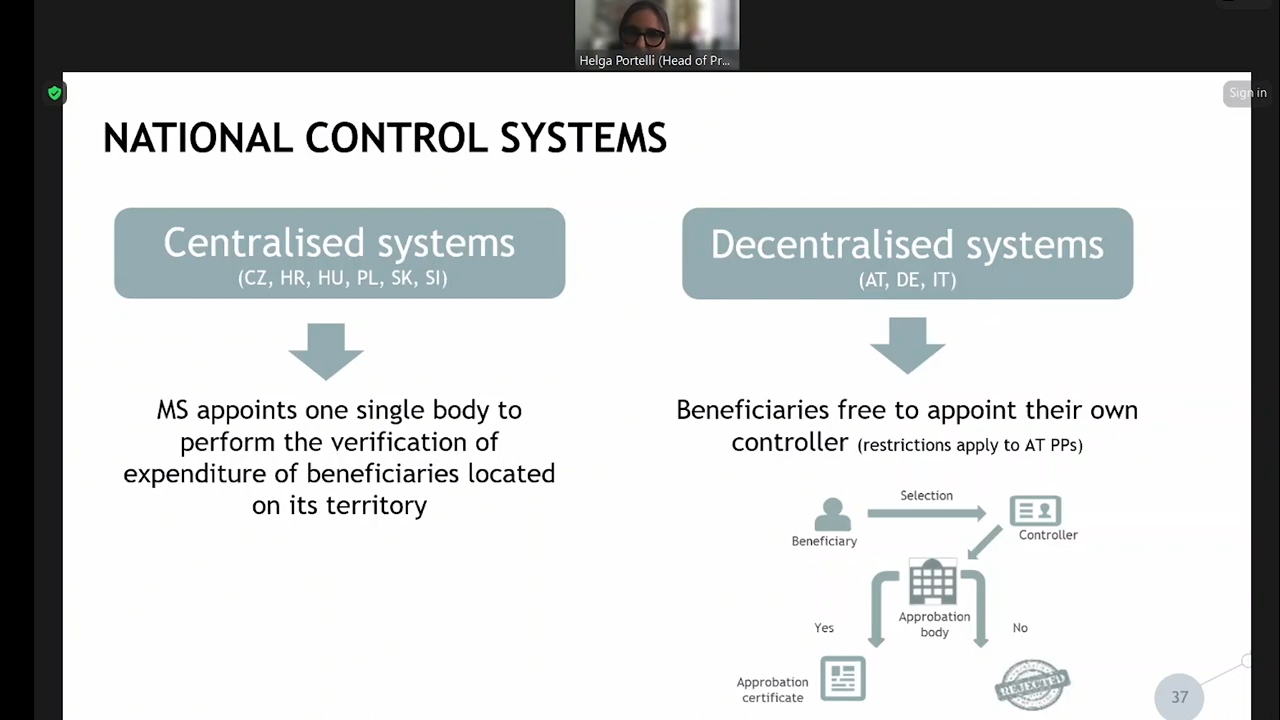 Helga Portelli (Head of Pr...
Sign in
NATIONAL CONTROL SYSTEMS
Centralised systems
(CZ, HR, HU, PL, SK, SI)
MS appoints one single body to
perform the verification of
expenditure of beneficiaries located
on its territory
Decentralised systems
(AT, DE, IT)
Beneficiaries free to appoint their own
controller (restrictions apply to AT PPs)
Selection
Beneficiary
Controller
Approbation
body
Yes
No
Approbation
certificate
REJECTED
37